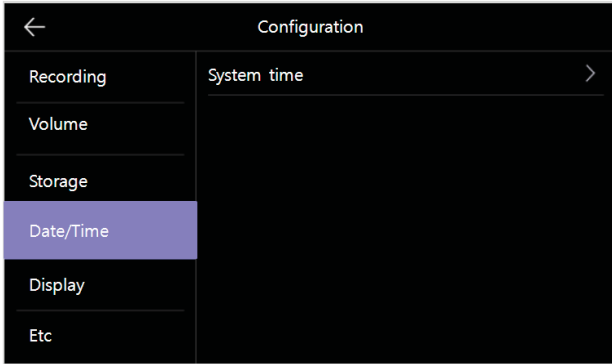 Configuration
Recording
System time
Volume
Storage
Date/Time
Display
Etc